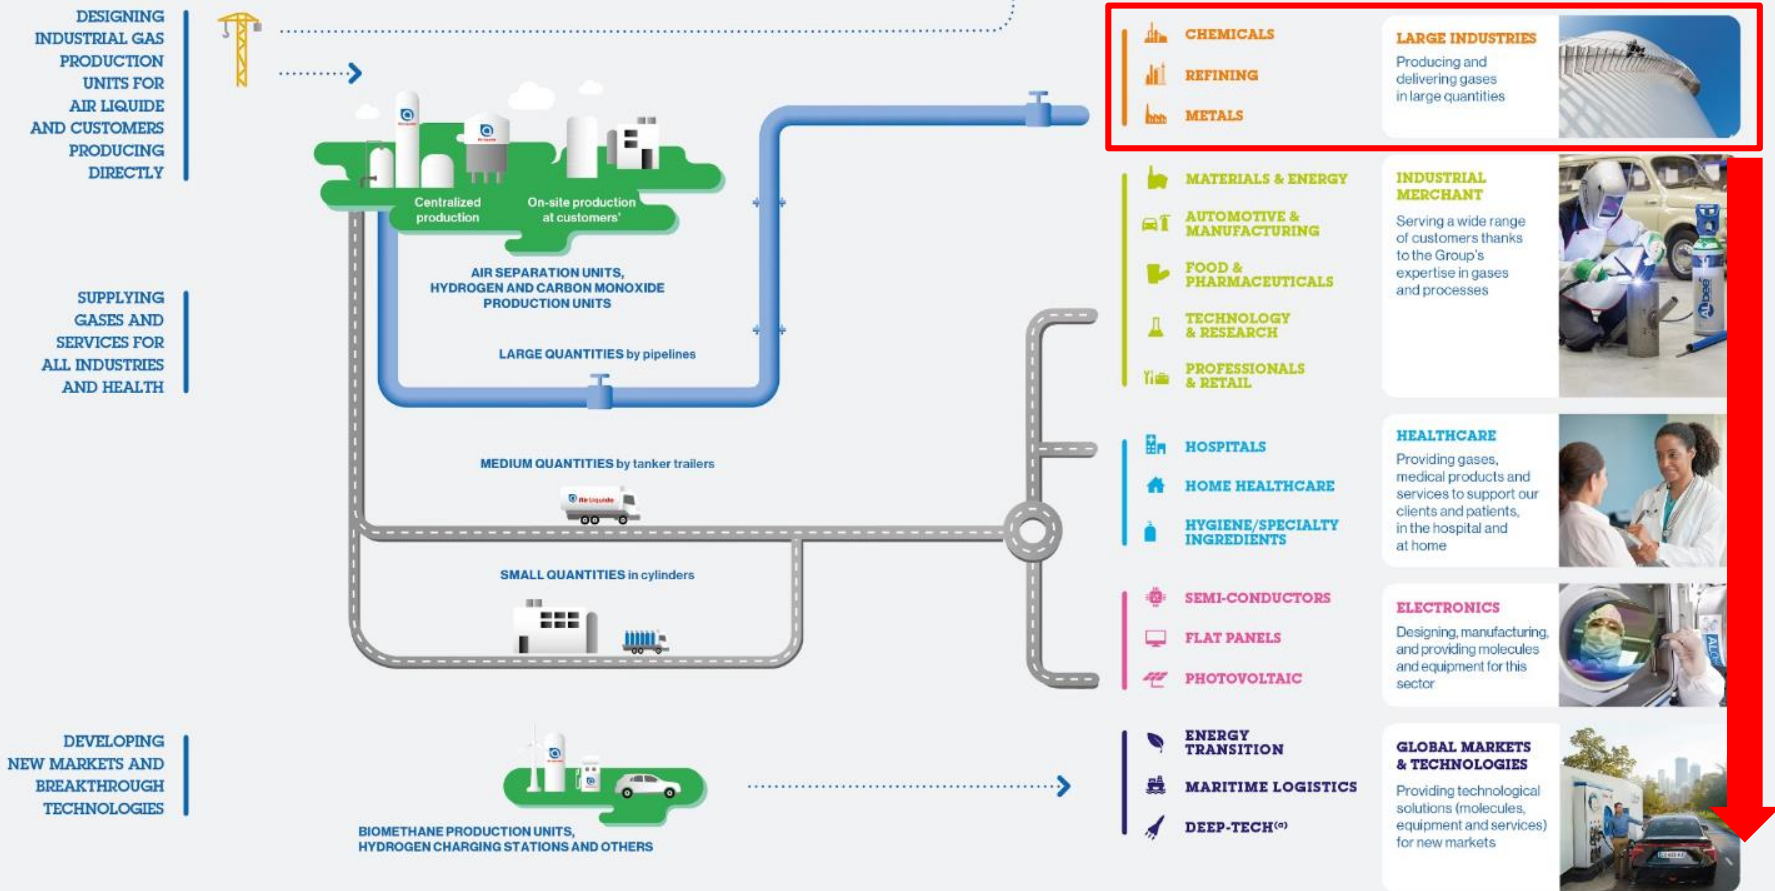 DESIGNING
INDUSTRIAL GAS
PRODUCTION
UNITS FOR
AIR LIQUIDE
AND CUSTOMERS
PRODUCING
DIRECTLY
SUPPLYING
GASES AND
SERVICES FOR
ALL INDUSTRIES
AND HEALTH
DEVELOPING
NEW MARKETS AND
BREAKTHROUGH
TECHNOLOGIES
Centralized
production
On-site production
at customers'
AIR SEPARATION UNITS,
HYDROGEN AND CARBON MONOXIDE
PRODUCTION UNITS
LARGE QUANTITIES by pipelines
MEDIUM QUANTITIES by tanker trailers
Air Liquide
SMALL QUANTITIES in cylinders
BIOMETHANE PRODUCTION UNITS,
HYDROGEN CHARGING STATIONS AND OTHERS
CHEMICALS
REFINING
METALS
LARGE INDUSTRIES
Producing and
delivering gases
in large quantities
MATERIALS & ENERGY
AUTOMOTIVE &
MANUFACTURING
FOOD &
PHARMACEUTICALS
TECHNOLOGY
& RESEARCH
PROFESSIONALS
& RETAIL
INDUSTRIAL
MERCHANT
Serving a wide range
of customers thanks
to the Group's
expertise in gases
and processes
ALbee
HOSPITALS
HOME HEALTHCARE
HYGIENE/SPECIALTY
INGREDIENTS
HEALTHCARE
Providing gases,
medical products and
services to support our
clients and patients,
in the hospital and
at home
SEMI-CONDUCTORS
FLAT PANELS
PHOTOVOLTAIC
ELECTRONICS
Designing, manufacturing,
and providing molecules
and equipment for this
sector
ENERGY
TRANSITION
MARITIME LOGISTICS
DEEP-TECH(a)
GLOBAL MARKETS
& TECHNOLOGIES
Providing technological
solutions (molecules,
equipment and services)
for new markets